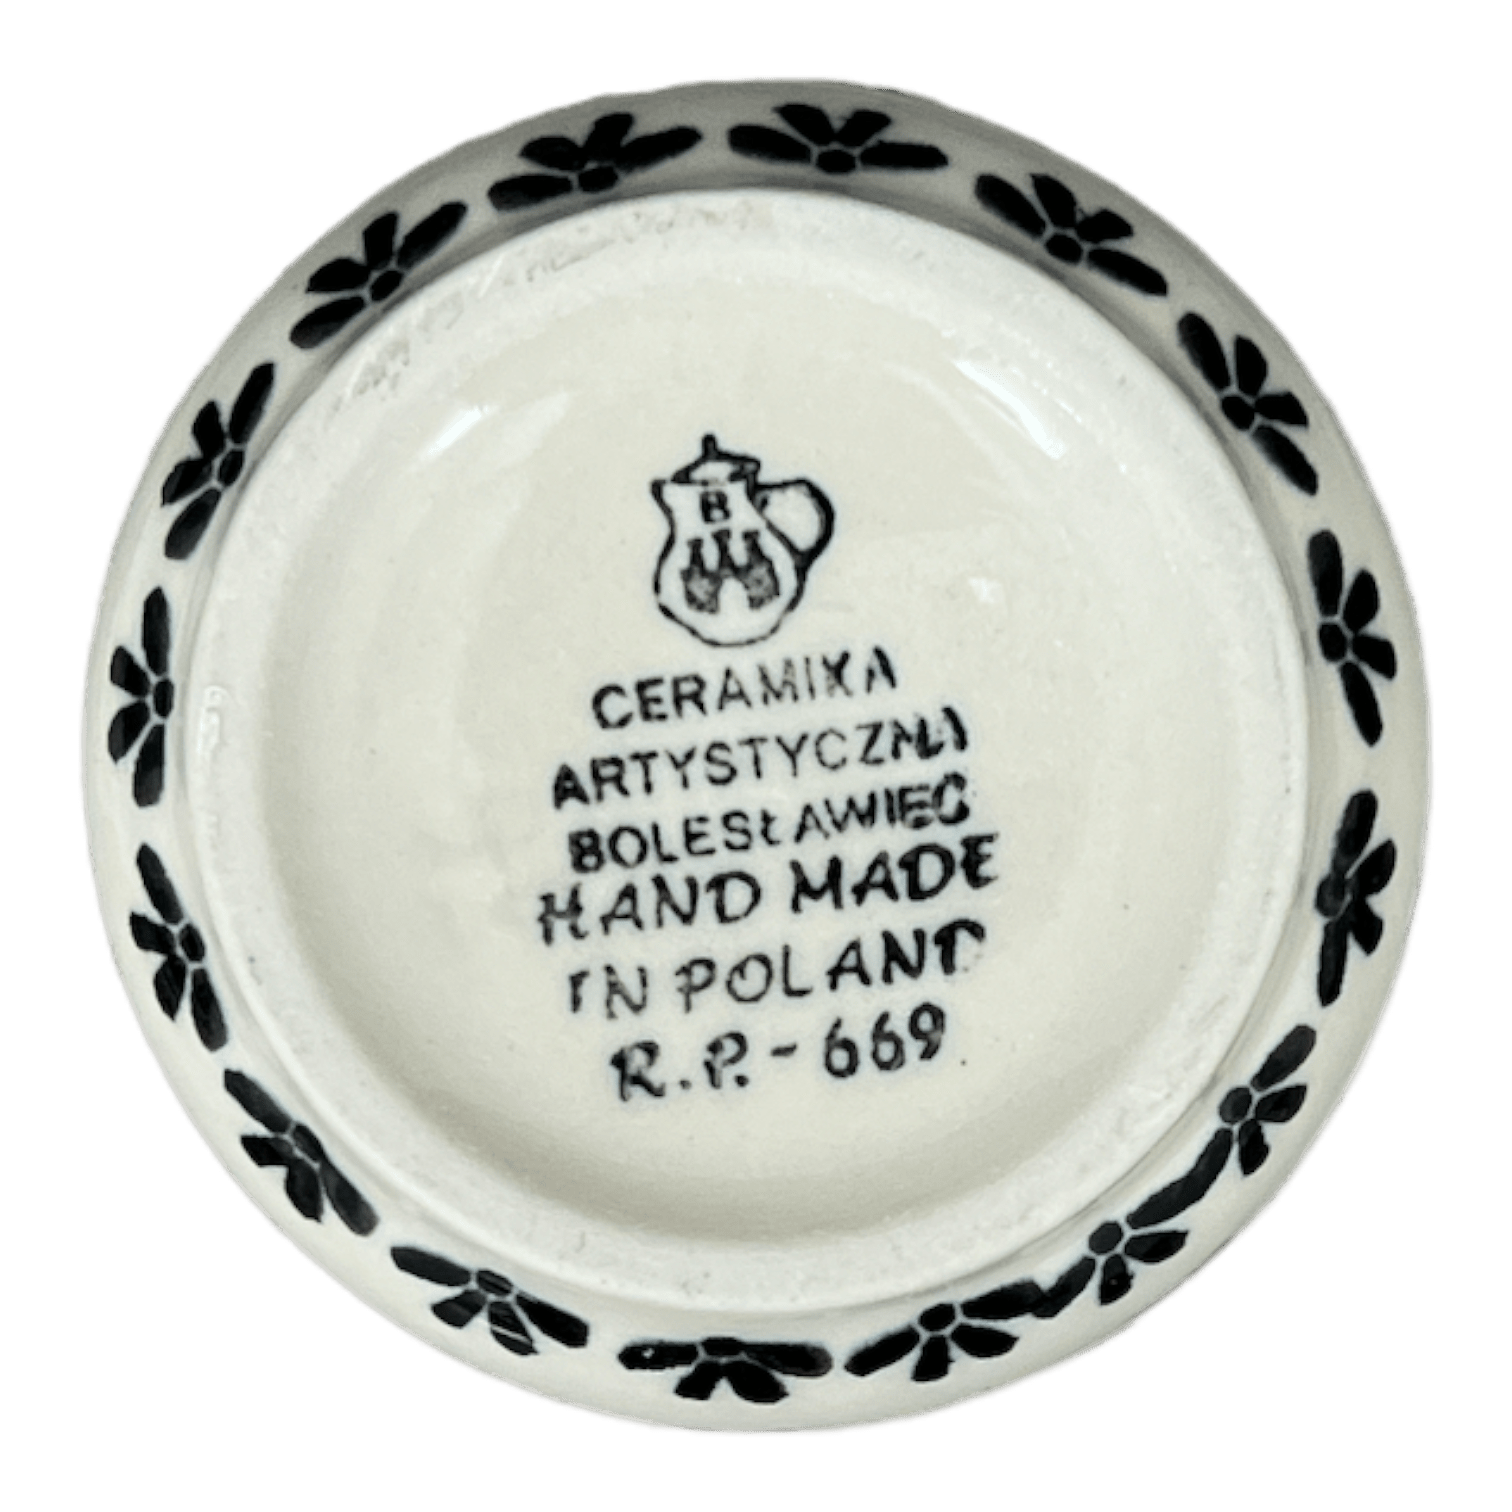 B
CERAMIKA
ARTYSTYCZNA
BOLESŁAWIEC
HAND MADE
IN POLAND
R.P.-669